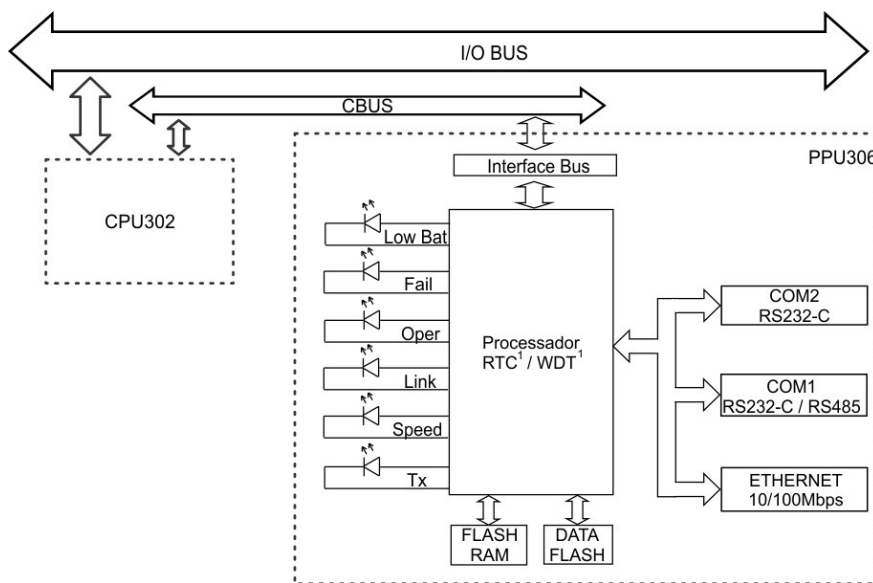 I/O BUS
CBUS
PPU306
Interface Bus
CPU302
Low Bat
Fail
Oper
Link
Speed
Tx
Processador
RTC¹ / WDT¹
COM2
RS232-C
COM1
RS232-C / RS485
ETHERNET
10/100Mbps
FLASH
RAM
DATA
FLASH